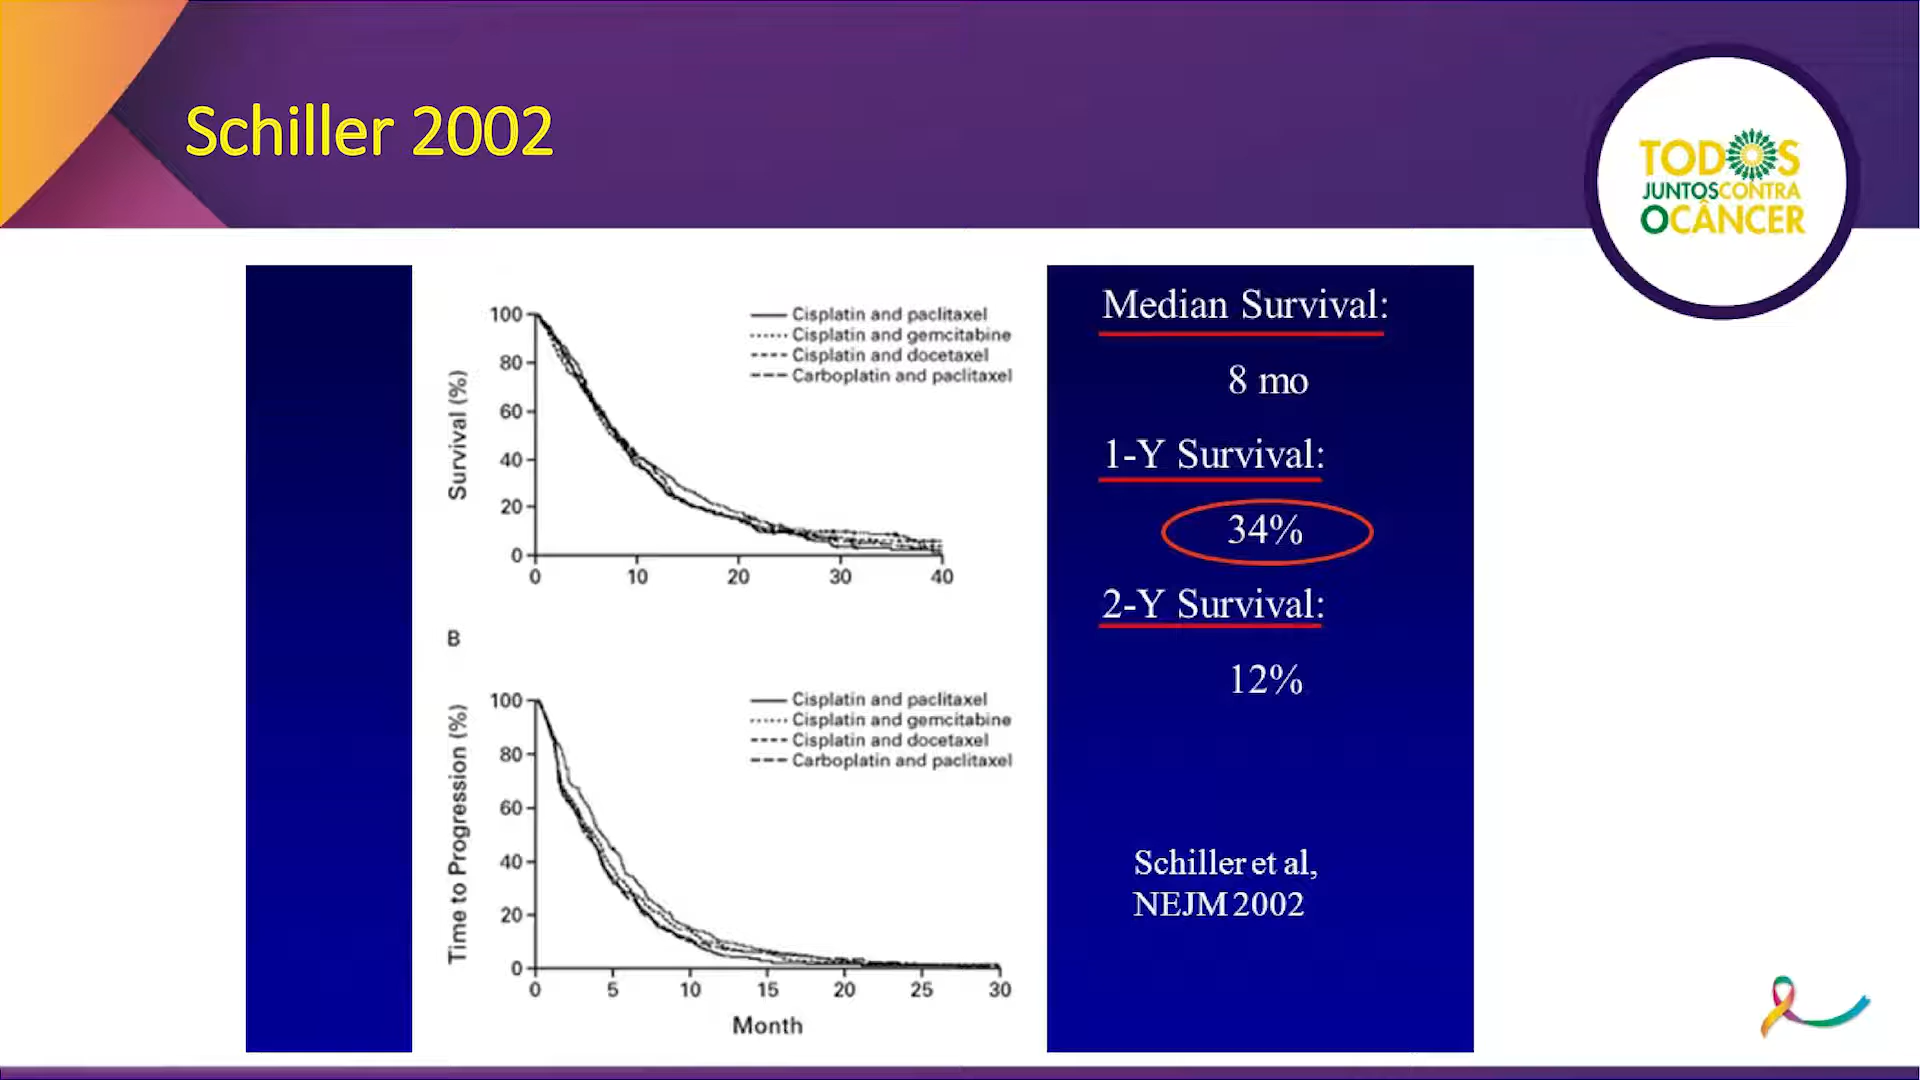 Schiller 2002
TODOS
JUNTOSCONTRA
OCÂNCER
100
80
60
40
20
0
Survival (%)
Cisplatin and paclitaxel
Cisplatin and gemcitabine
Cisplatin and docetaxel
Carboplatin and paclitaxel
0 10 20 30 40
B
100
80
60
40
20
0
Time to Progression (%)
Cisplatin and paclitaxel
Cisplatin and gemcitabine
Cisplatin and docetaxel
Carboplatin and paclitaxel
0 5 10 15 20 25 30
Month
Median Survival:
8 mo
1-Y Survival:
34%
2-Y Survival:
12%
Schiller et al,
NEJM 2002